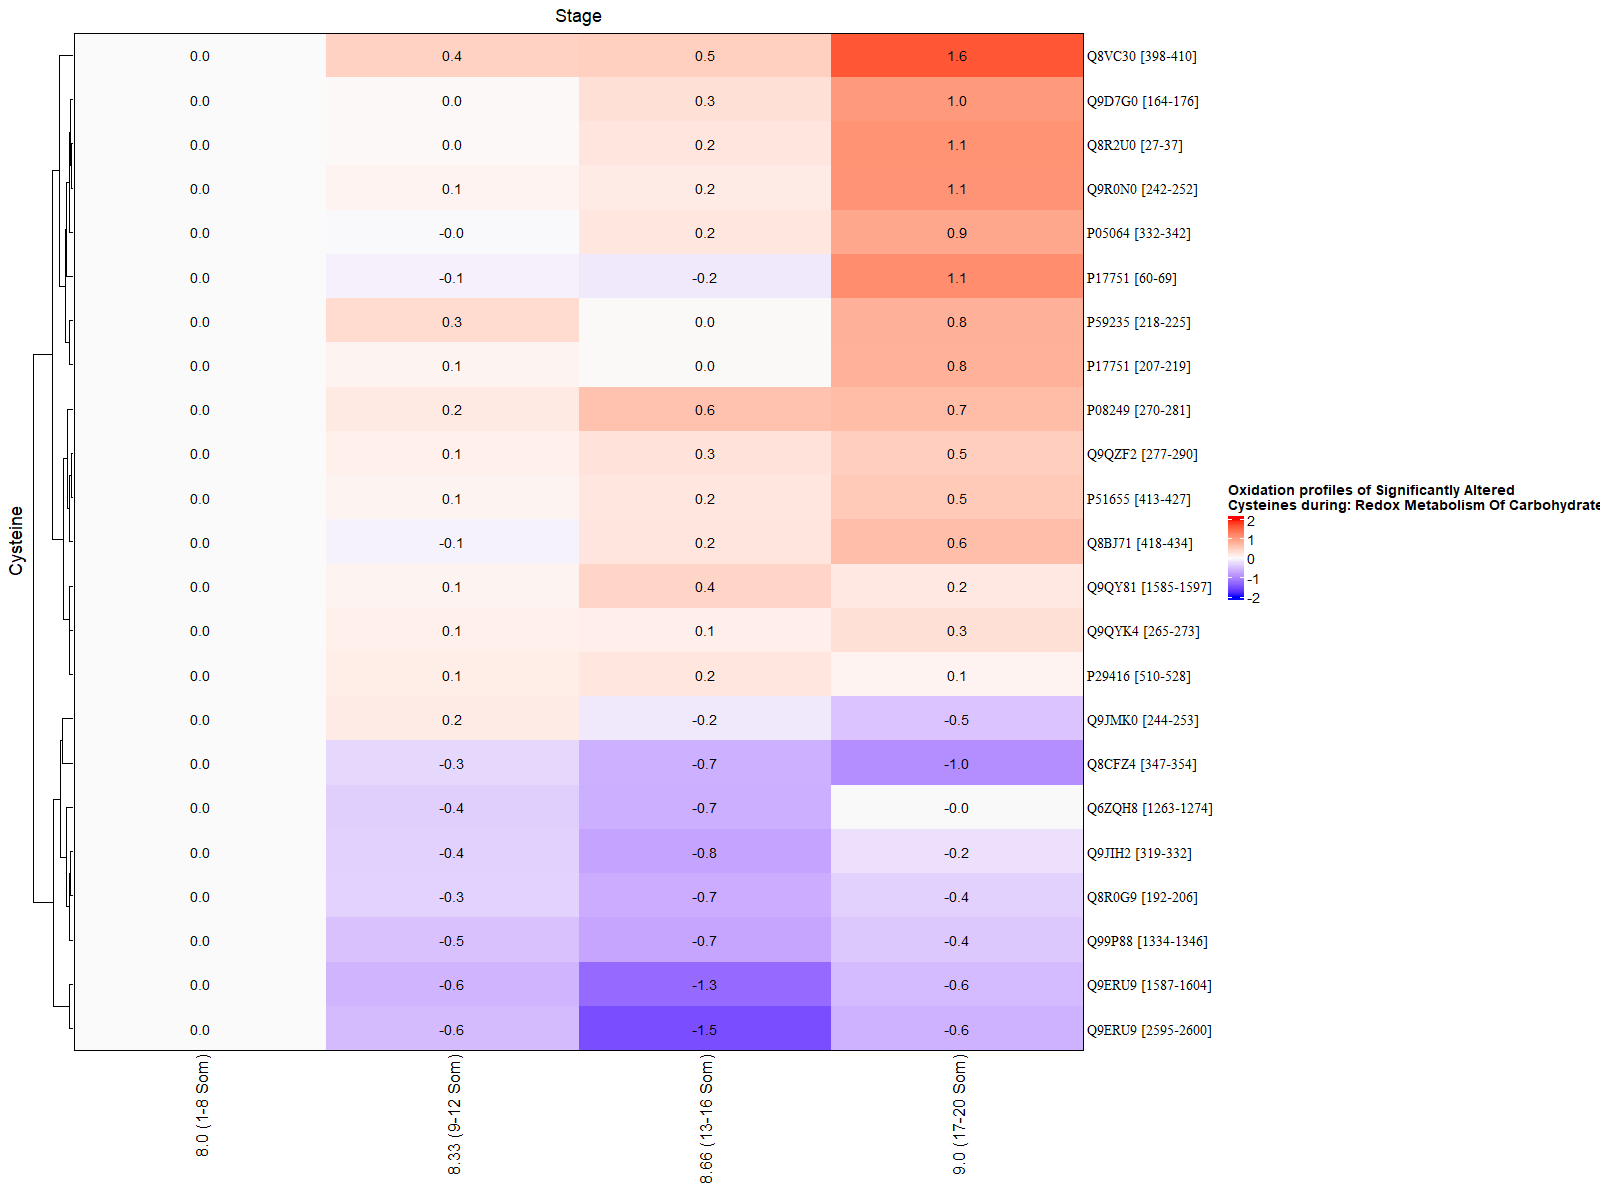 Stage
Cysteine
0.0 0.4 0.5 1.6 Q8VC30 [398-410]
0.0 0.0 0.3 1.0 Q9D7G0 [164-176]
0.0 0.0 0.2 1.1 Q8R2U0 [27-37]
0.0 0.1 0.2 1.1 Q9R0N0 [242-252]
0.0 -0.0 0.2 0.9 P05064 [332-342]
0.0 -0.1 -0.2 1.1 P17751 [60-69]
0.0 0.3 0.0 0.8 P59235 [218-225]
0.0 0.1 0.0 0.8 P17751 [207-219]
0.0 0.2 0.6 0.7 P08249 [270-281]
0.0 0.1 0.3 0.5 Q9QZF2 [277-290]
0.0 0.1 0.2 0.5 P51655 [413-427]
0.0 -0.1 0.2 0.6 Q8BJ71 [418-434]
0.0 0.1 0.4 0.2 Q9QY81 [1585-1597]
0.0 0.1 0.1 0.3 Q9QYK4 [265-273]
0.0 0.1 0.2 0.1 P29416 [510-528]
0.0 0.2 -0.2 -0.5 Q9JMK0 [244-253]
0.0 -0.3 -0.7 -1.0 Q8CFZ4 [347-354]
0.0 -0.4 -0.7 -0.0 Q6ZQH8 [1263-1274]
0.0 -0.4 -0.8 -0.2 Q9JIH2 [319-332]
0.0 -0.3 -0.7 -0.4 Q8R0G9 [192-206]
0.0 -0.5 -0.7 -0.4 Q99P88 [1334-1346]
0.0 -0.6 -1.3 -0.6 Q9ERU9 [1587-1604]
0.0 -0.6 -1.5 -0.6 Q9ERU9 [2595-2600]
8.0 (1-8 Som)
8.33 (9-12 Som)
8.66 (13-16 Som)
9.0 (17-20 Som)
Oxidation profiles of Significantly Altered
Cysteines during: Redox Metabolism Of Carbohydrate
2
1
0
-1
-2